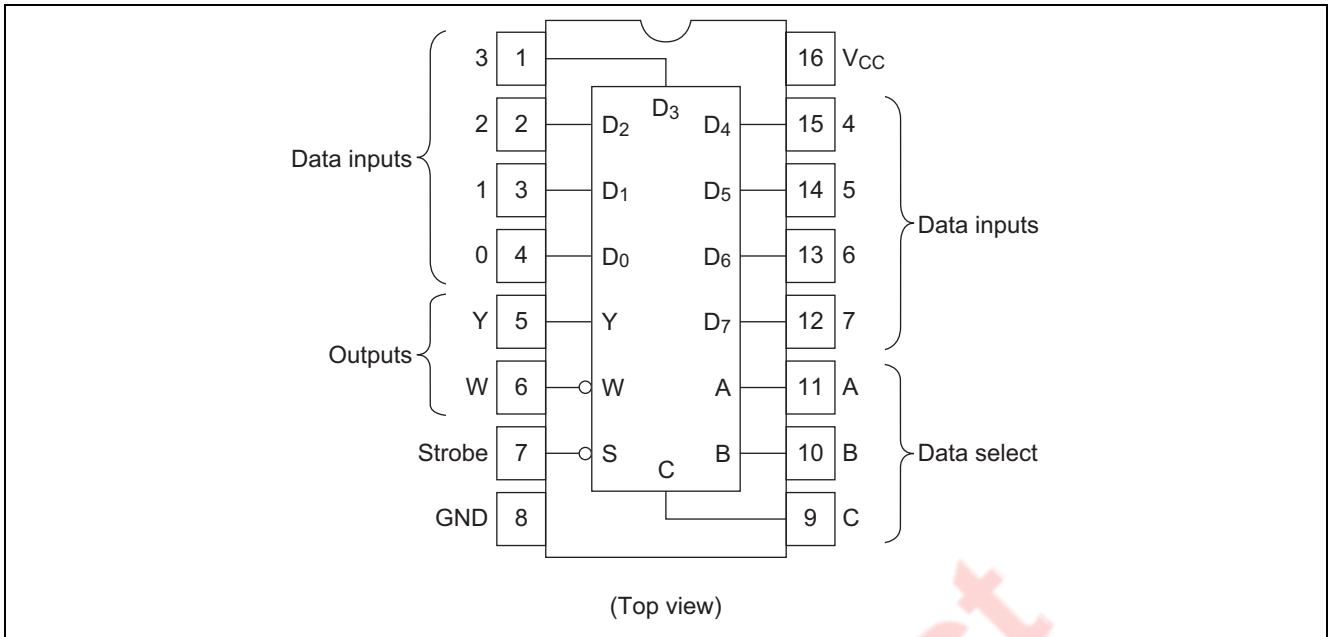 3 1 16 VCC
D3
2 2 D2 D4 15 4
Data inputs
1 3 D1 D5 14 5
Data inputs
0 4 D0 D6 13 6
Y 5 Y D7 12 7
Outputs
W 6 W A 11 A
Strobe 7 S B 10 B
Data select
C
GND 8 9 C
(Top view)